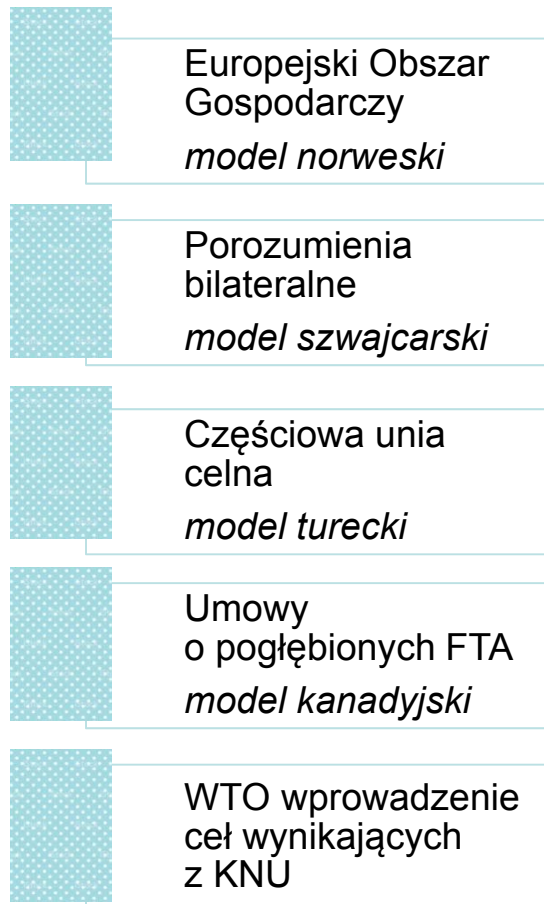 Europejski Obszar
Gospodarczy
model norweski
Porozumienia
bilateralne
model szwajcarski
Częściowa unia
celna
model turecki
Umowy
o pogłębionych FTA
model kanadyjski
WTO wprowadzenie
ceł wynikających
z KNU